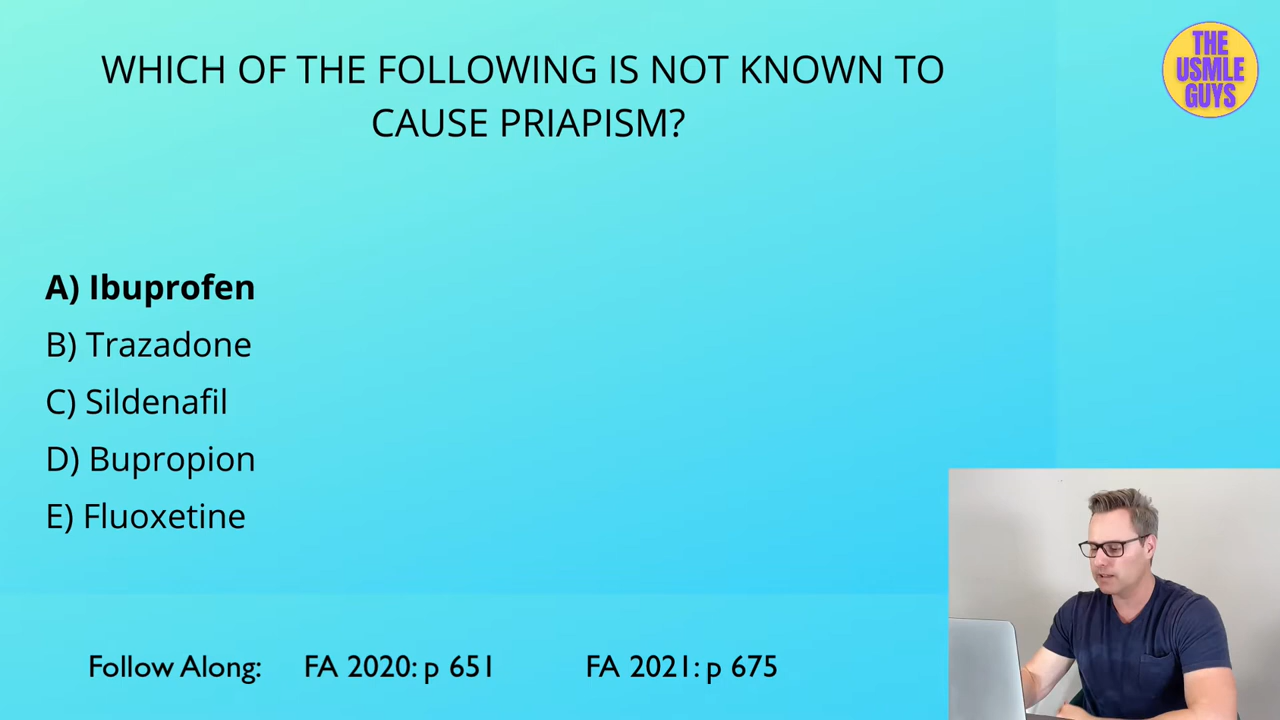 WHICH OF THE FOLLOWING IS NOT KNOWN TO
CAUSE PRIAPISM?
THE
USMLE
GUYS
A) Ibuprofen
B) Trazadone
C) Sildenafil
D) Bupropion
E) Fluoxetine
Follow Along: FA 2020: p 651 FA 2021: p 675